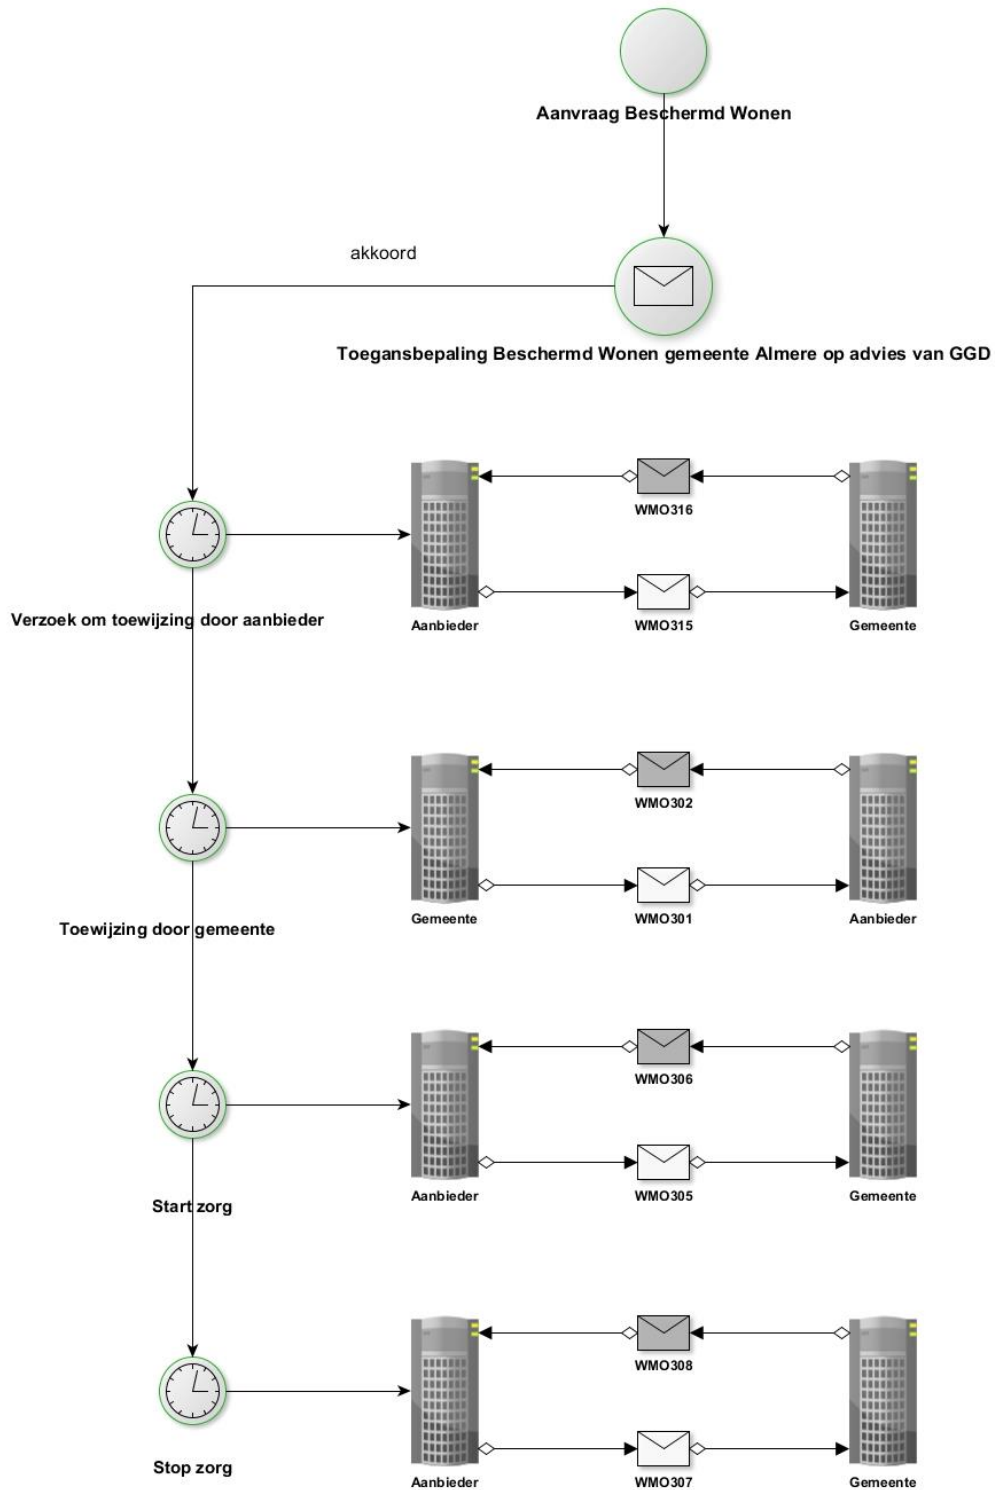 Aanvraag Beschermd Wonen
akkoord
Toegansbepaling Beschermd Wonen gemeente Almere op advies van GGD
WMO316
Verzoek om toewijzing door aanbieder
Aanbieder
WMO315
Gemeente
WMO302
Gemeente
WMO301
Aanbieder
Toewijzing door gemeente
WMO306
Aanbieder
WMO305
Gemeente
Start zorg
WMO308
Stop zorg
Aanbieder
WMO307
Gemeente